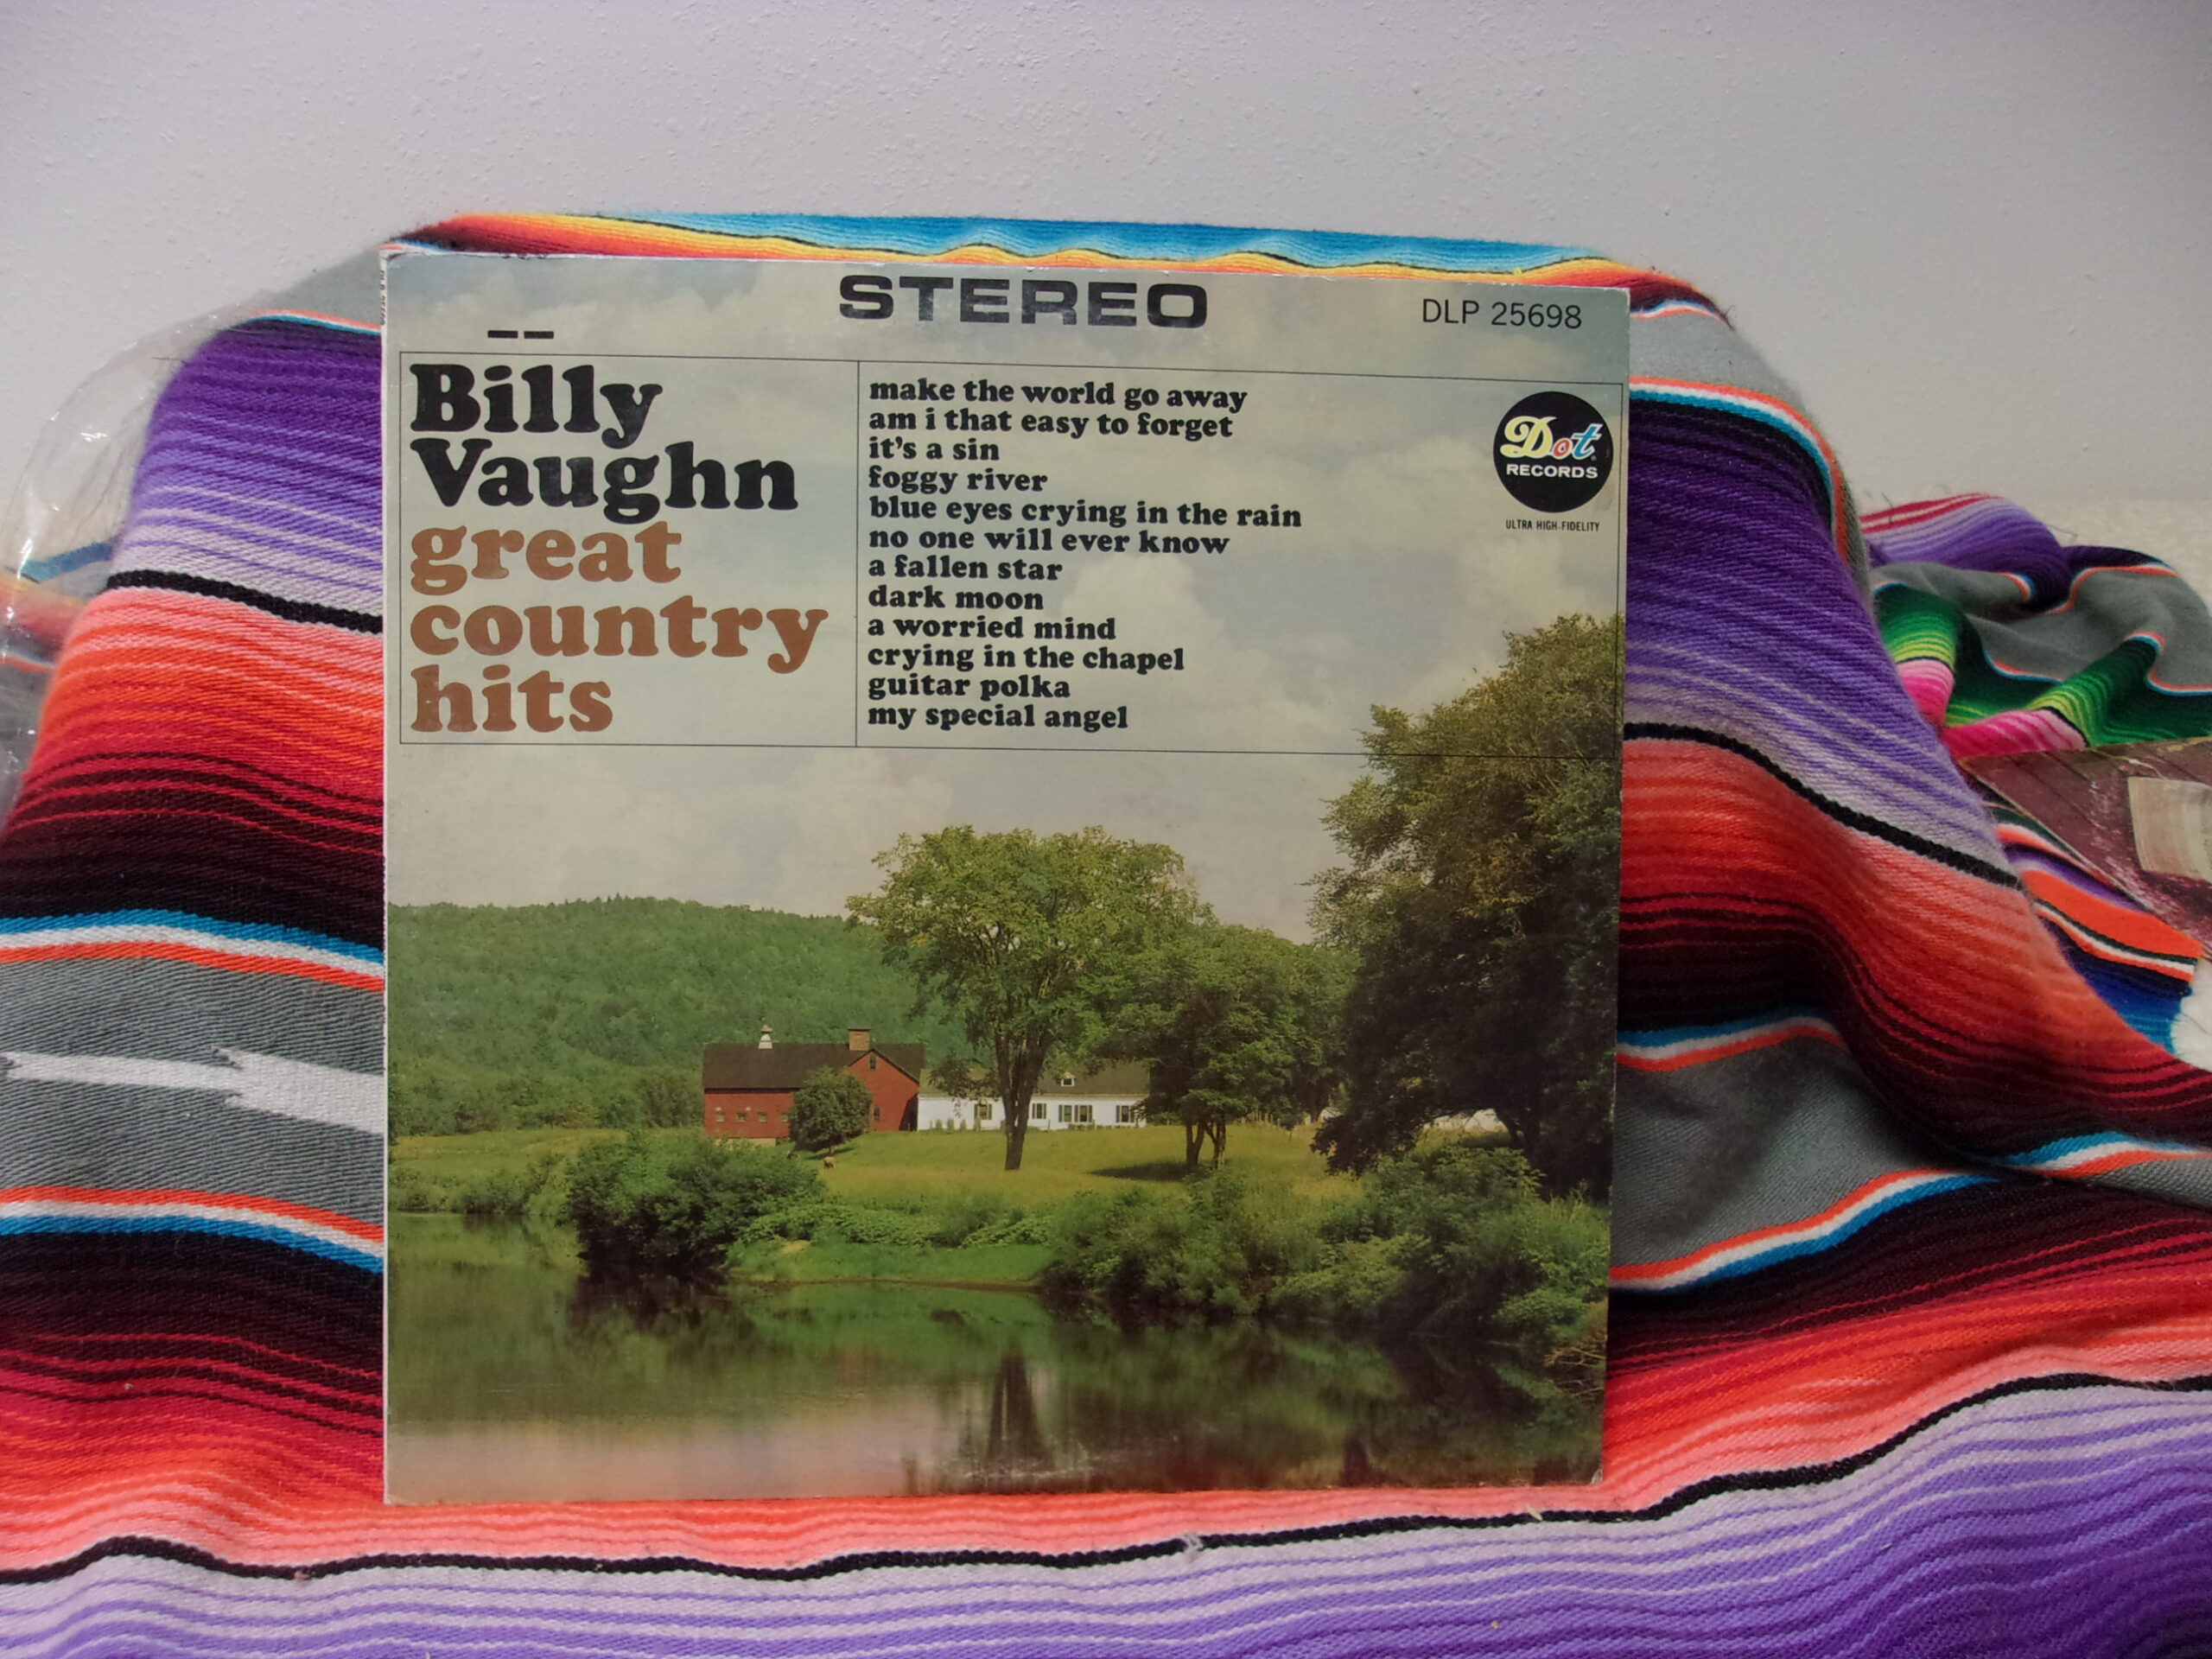 STEREO
DLP 25698
Billy
Vaughn
great
country
hits
make the world go away
am i that easy to forget
it's a sin
foggy river
blue eyes crying in the rain
no one will ever know
a fallen star
dark moon
a worried mind
crying in the chapel
guitar polka
my special angel
Dot
RECORDS
ULTRA HIGH-FIDELITY